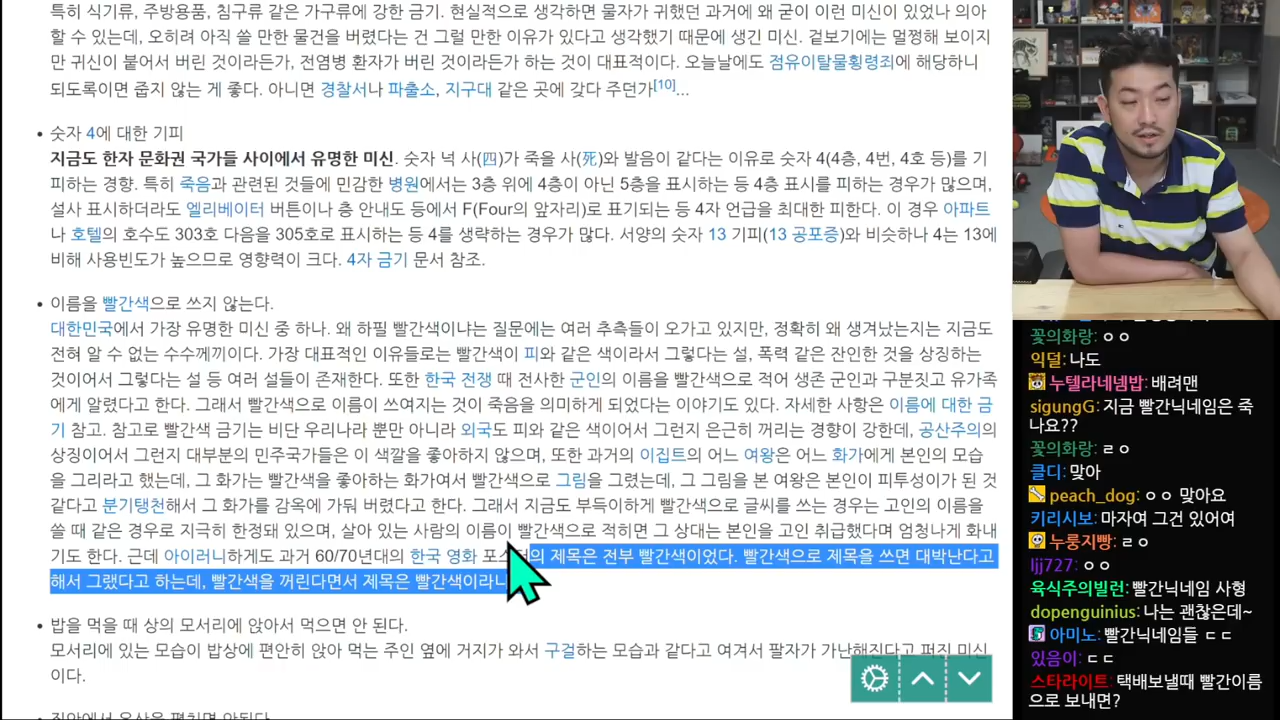 특히 식기류, 주방용품, 침구류 같은 가구류에 강한 금기. 현실적으로 생각하면 물자가 귀했던 과거에 왜 굳이 이런 미신이 있었나 의아
할 수 있는데, 오히려 아직 쓸 만한 물건을 버렸다는 건 그럴 만한 이유가 있다고 생각했기 때문에 생긴 미신. 겉보기에는 멀쩡해 보이지
만 귀신이 붙어서 버린 것이라든가, 전염병 환자가 버린 것이라든가 하는 것이 대표적이다. 오늘날에도 점유이탈물횡령죄에 해당하니
되도록이면 줍지 않는 게 좋다. 아니면 경찰서나 파출소, 지구대 같은 곳에 갖다 주던가[10]...
• 숫자 4에 대한 기피
지금도 한자 문화권 국가들 사이에서 유명한 미신. 숫자 넉 사(四)가 죽을 사(死)와 발음이 같다는 이유로 숫자 4(4층, 4번, 4호 등)를 기
피하는 경향. 특히 죽음과 관련된 것들에 민감한 병원에서는 3층 위에 4층이 아닌 5층을 표시하는 등 4층 표시를 피하는 경우가 많으며,
설사 표시하더라도 엘리베이터 버튼이나 층 안내도 등에서 F(Four의 앞자리)로 표기되는 등 4자 언급을 최대한 피한다. 이 경우 아파트
나 호텔의 호수도 303호 다음을 305호로 표시하는 등 4를 생략하는 경우가 많다. 서양의 숫자 13 기피(13 공포증)와 비슷하나 4는 13에
비해 사용빈도가 높으므로 영향력이 크다. 4자 금기 문서 참조.
• 이름을 빨간색으로 쓰지 않는다.
대한민국에서 가장 유명한 미신 중 하나. 왜 하필 빨간색이냐는 질문에는 여러 추측들이 오가고 있지만, 정확히 왜 생겨났는지는 지금도
전혀 알 수 없는 수수께끼이다. 가장 대표적인 이유들로는 빨간색이 피와 같은 색이라서 그렇다는 설, 폭력 같은 잔인한 것을 상징하는
것이어서 그렇다는 설 등 여러 설들이 존재한다. 또한 한국 전쟁 때 전사한 군인의 이름을 빨간색으로 적어 생존 군인과 구분짓고 유가족
에게 알렸다고 한다. 그래서 빨간색으로 이름이 쓰여지는 것이 죽음을 의미하게 되었다는 이야기도 있다. 자세한 사항은 이름에 대한 금
기 참고. 참고로 빨간색 금기는 비단 우리나라뿐만 아니라 외국도 피와 같은 색이어서 그런지 은근히 꺼리는 경향이 강한데, 공산주의의
상징이어서 그런지 대부분의 민주국가들은 이 색깔을 좋아하지 않으며, 또한 과거의 이집트의 어느 여왕은 어느 화가에게 본인의 모습
을 그리라고 했는데, 그 화가는 빨간색을 좋아하는 화가여서 빨간색으로 그림을 그렸는데, 그 그림을 본 여왕은 본인이 피투성이가 된 것
같다고 분기탱천해서 그 화가를 감옥에 가둬버렸다고 한다. 그래서 지금도 부득이하게 빨간색으로 글씨를 쓰는 경우는 고인의 이름을
쓸 때 같은 경우로 지극히 한정돼 있으며, 살아 있는 사람의 이름이 빨간색으로 적히면 그 상대는 본인을 고인 취급했다며 엄청나게 화내
기도 한다. 근데 아이러니하게도 과거 60/70년대의 한국 영화 포스터의 제목은 전부 빨간색이었다. 빨간색으로 제목을 쓰면 대박난다고
해서 그랬다고 하는데, 빨간색을 꺼린다면서 제목은 빨간색이라니
• 밥을 먹을 때 상의 모서리에 앉아서 먹으면 안 된다.
모서리에 있는 모습이 밥상에 편안히 앉아 먹는 주인 옆에 거지가 와서 구걸하는 모습과 같다고 여겨서 팔자가 가난해진다고 퍼진 미신
이다.
꽃의화랑: ㅇㅇ
익덜: 나도
누텔라네넴밥: 배려맨
sigungG: 지금 빨간닉네임은 죽
나요??
꽃의화랑: ㄹㅇ
클디: 맞아
peach_dog: ㅇㅇ 맞아요
키리시보: 마자여 그건 있어여
누룽지빵: ㄹㅇ
ljj727: ㅇㅇ
육식주의빌런: 빨간닉네임 사형
dopenguinius: 나는 괜찮은데~
아미노: 빨간닉네임들 ㄷㄷ
있음이: ㄷㄷ
스타라이트: 택배보낼때 빨간이름
으로 보내면?